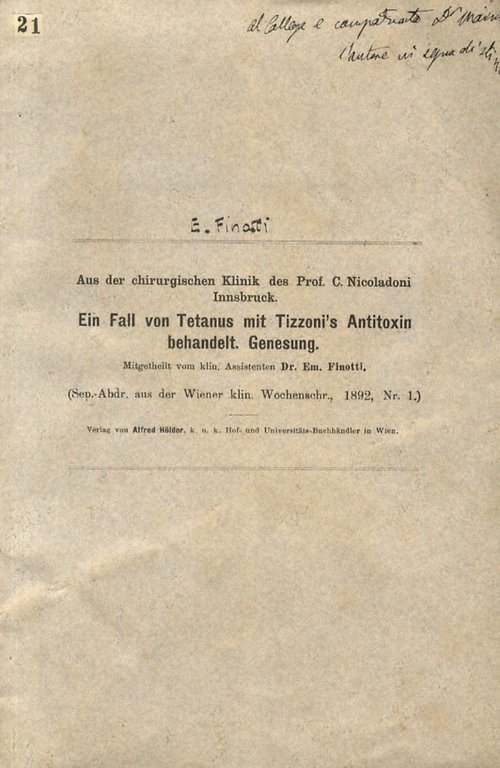 21
al Collega e compatriota Dr
l'autore in segno di
E. Finotti
Aus der chirurgischen Klinik des Prof. C. Nicoladoni
Innsbruck.
Ein Fall von Tetanus mit Tizzoni's Antitoxin
behandelt. Genesung.
Mitgetheilt vom klin. Assistenten Dr. Em. Finotti.
(Sep.-Abdr. aus der Wiener klin. Wochenschr., 1892, Nr. 1.)
Verlag von Alfred Hölder, k. u. k. Hof- und Universitäts-Buchhändler in Wien.